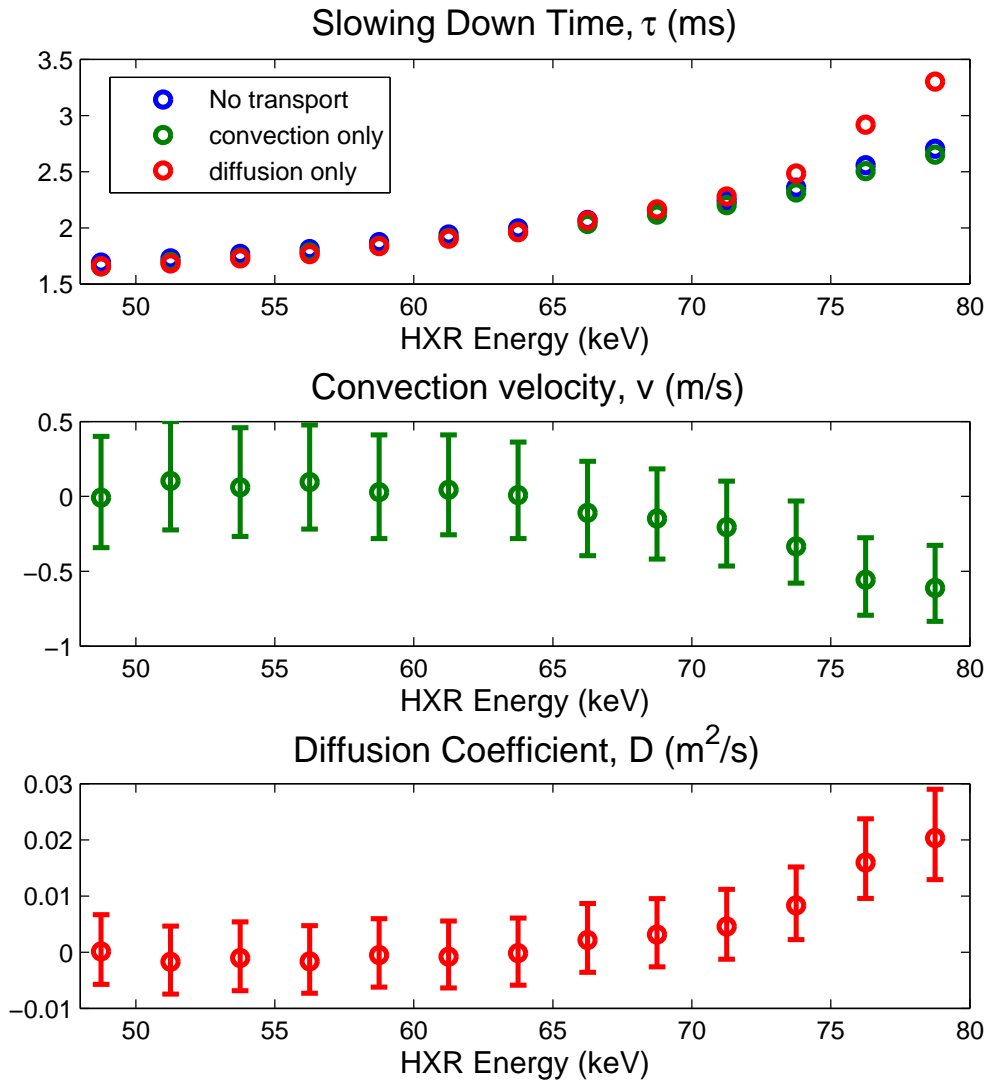 Slowing Down Time, τ (ms)
3.5
3
2.5
2
1.5
No transport
convection only
diffusion only
50 55 60 65 70 75 80
HXR Energy (keV)
Convection velocity, v (m/s)
0.5
0
−0.5
−1
50 55 60 65 70 75 80
HXR Energy (keV)
Diffusion Coefficient, D (m²/s)
0.03
0.02
0.01
0
−0.01
50 55 60 65 70 75 80
HXR Energy (keV)